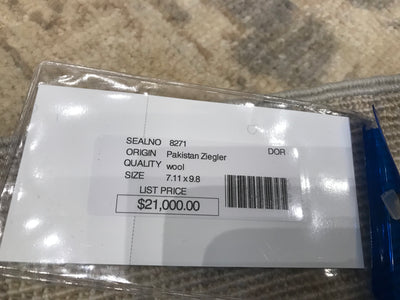 SEALNO 8271
ORIGIN Pakistan Ziegler DOR
QUALITY wool
SIZE 7.11 x 9.8
LIST PRICE
$21,000.00